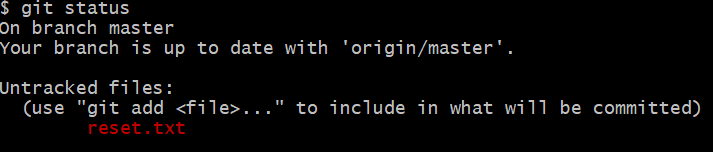 $ git status
On branch master
Your branch is up to date with 'origin/master'.
Untracked files:
(use "git add <file>..." to include in what will be committed)
reset.txt